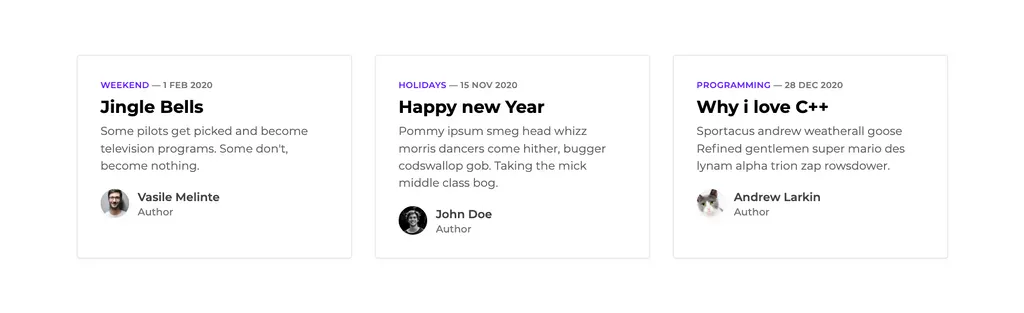 WEEKEND — 1 FEB 2020
Jingle Bells
Some pilots get picked and become
television programs. Some don't,
become nothing.
Vasile Melinte
Author
HOLIDAYS — 15 NOV 2020
Happy new Year
Pommy ipsum smeg head whizz
morris dancers come hither, bugger
codswallop gob. Taking the mick
middle class bog.
John Doe
Author
PROGRAMMING — 28 DEC 2020
Why i love C++
Sportacus andrew weatherall goose
Refined gentlemen super mario des
lynam alpha trion zap rowsdower.
Andrew Larkin
Author